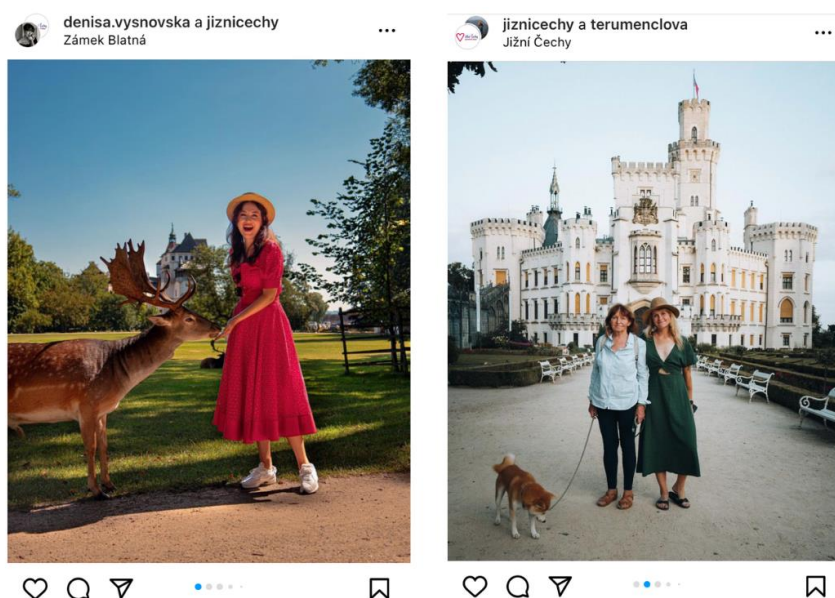 denisa.vysnovska a jiznicechy
Zámek Blatná
jiznicechy a terumenclova
Jižní Čechy